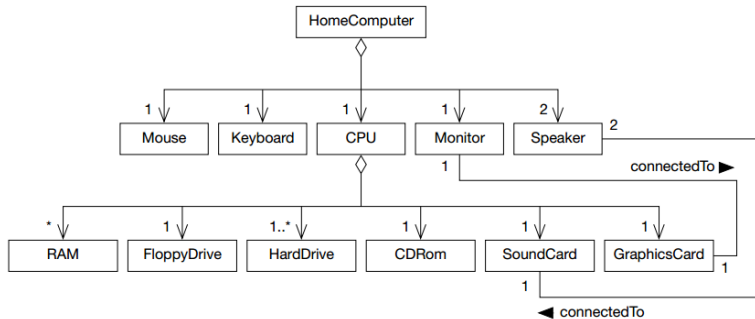 HomeComputer
1 1 1 1 2
Mouse Keyboard CPU Monitor Speaker 2
1 connectedTo ►
* 1 1..* 1 1 1
RAM FloppyDrive HardDrive CDRom SoundCard GraphicsCard 1
1
◄ connectedTo